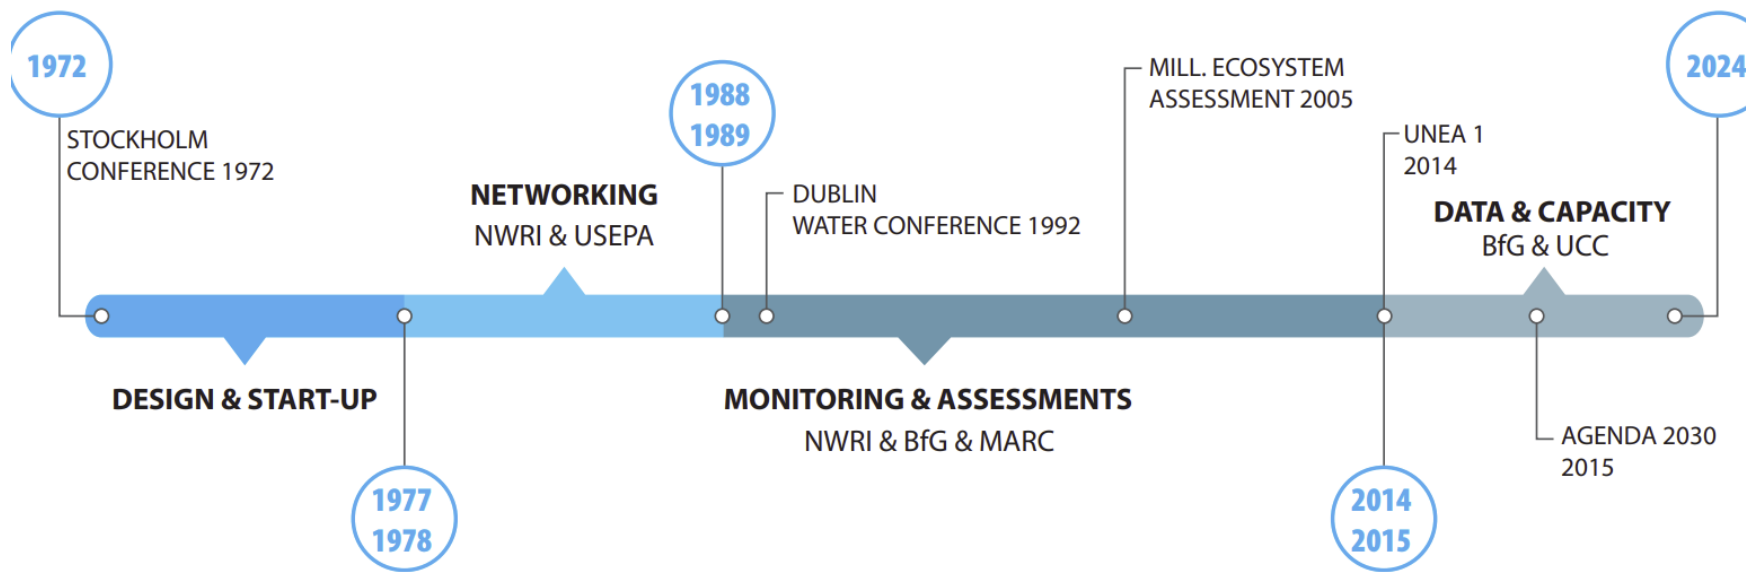 1972
STOCKHOLM
CONFERENCE 1972
NETWORKING
NWRI & USEPA
1988
1989
DUBLIN
WATER CONFERENCE 1992
MILL. ECOSYSTEM
ASSESSMENT 2005
UNEA 1
2014
DATA & CAPACITY
BfG & UCC
2024
DESIGN & START-UP
1977
1978
MONITORING & ASSESSMENTS
NWRI & BfG & MARC
2014
2015
AGENDA 2030
2015